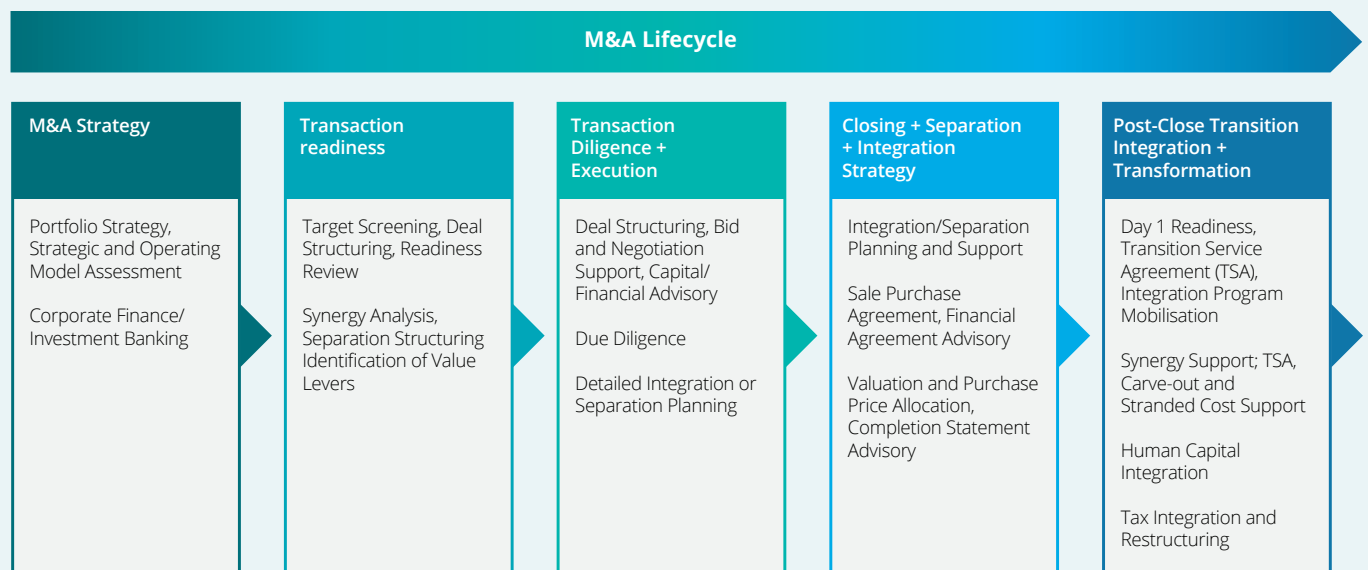 M&A Lifecycle
M&A Strategy
Portfolio Strategy,
Strategic and Operating
Model Assessment
Corporate Finance/
Investment Banking
Transaction
readiness
Target Screening, Deal
Structuring, Readiness
Review
Synergy Analysis,
Separation Structuring
Identification of Value
Levers
Transaction
Diligence +
Execution
Deal Structuring, Bid
and Negotiation
Support, Capital/
Financial Advisory
Due Diligence
Detailed Integration or
Separation Planning
Closing + Separation
+ Integration
Strategy
Integration/Separation
Planning and Support
Sale Purchase
Agreement, Financial
Agreement Advisory
Valuation and Purchase
Price Allocation,
Completion Statement
Advisory
Post-Close Transition
Integration +
Transformation
Day 1 Readiness,
Transition Service
Agreement (TSA),
Integration Program
Mobilisation
Synergy Support; TSA,
Carve-out and
Stranded Cost Support
Human Capital
Integration
Tax Integration and
Restructuring